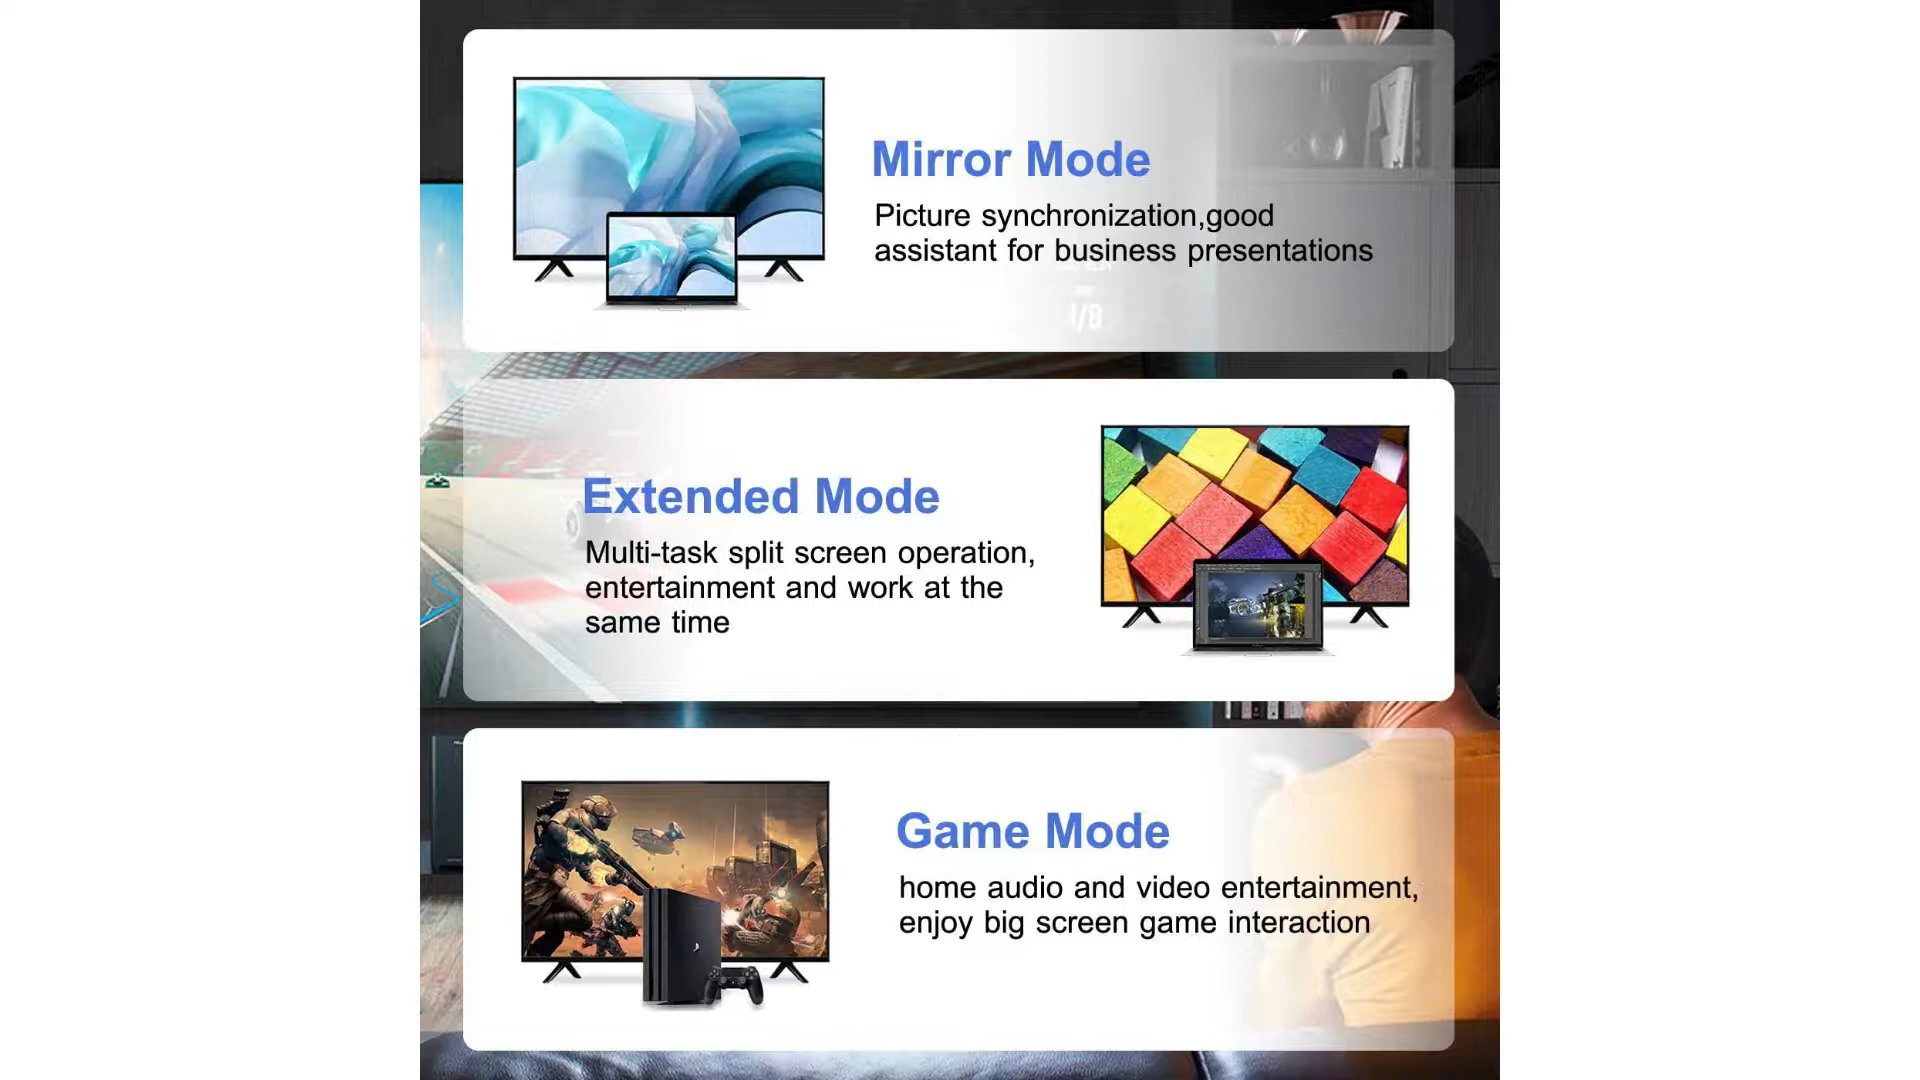 Mirror Mode
Picture synchronization,good
assistant for business presentations
Extended Mode
Multi-task split screen operation,
entertainment and work at the
same time
Game Mode
home audio and video entertainment,
enjoy big screen game interaction